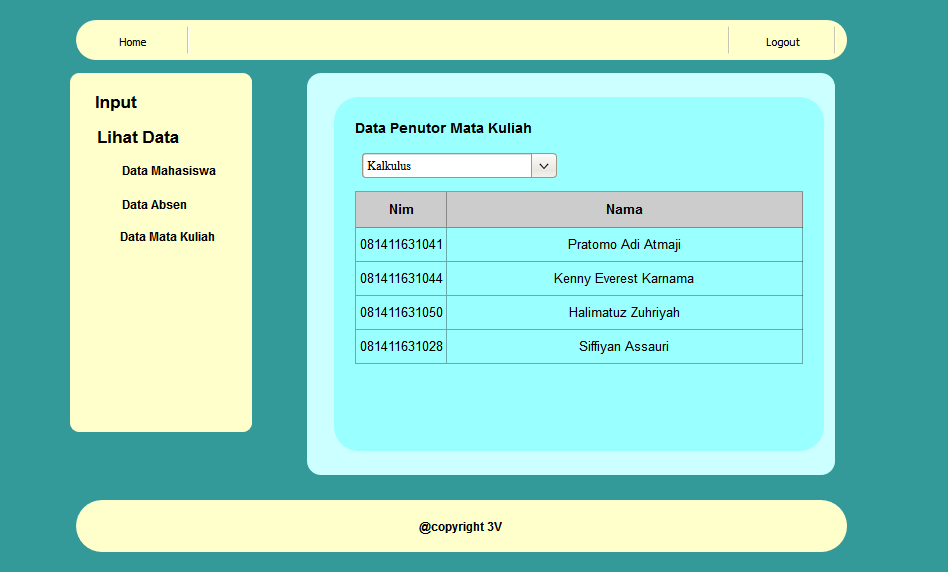 Home Logout
Input
Lihat Data
Data Mahasiswa
Data Absen
Data Mata Kuliah
Data Penutor Mata Kuliah
Kalkulus
Nim Nama
081411631041 Pratomo Adi Atmaji
081411631044 Kenny Everest Karnama
081411631050 Halimatuz Zuhriyah
081411631028 Siffiyan Assauri
@copyright 3V